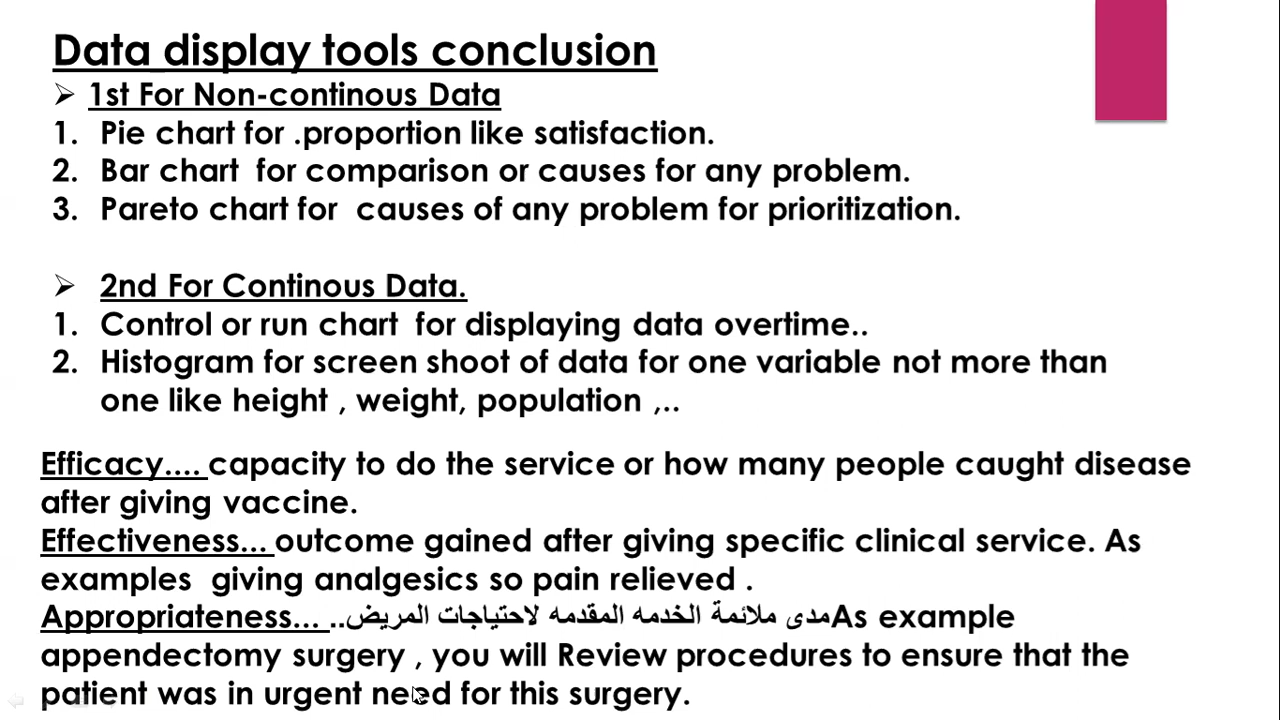 Data display tools conclusion
➢ 1st For Non-continous Data
1. Pie chart for .proportion like satisfaction.
2. Bar chart for comparison or causes for any problem.
3. Pareto chart for causes of any problem for prioritization.
➢ 2nd For Continous Data.
1. Control or run chart for displaying data overtime..
2. Histogram for screen shoot of data for one variable not more than
one like height , weight, population ,..
Efficacy.... capacity to do the service or how many people caught disease
after giving vaccine.
Effectiveness... outcome gained after giving specific clinical service. As
examples giving analgesics so pain relieved .
Appropriateness... ..مدى ملائمة الخدمه المقدمه لاحتياجات المريض As example
appendectomy surgery , you will Review procedures to ensure that the
patient was in urgent need for this surgery.